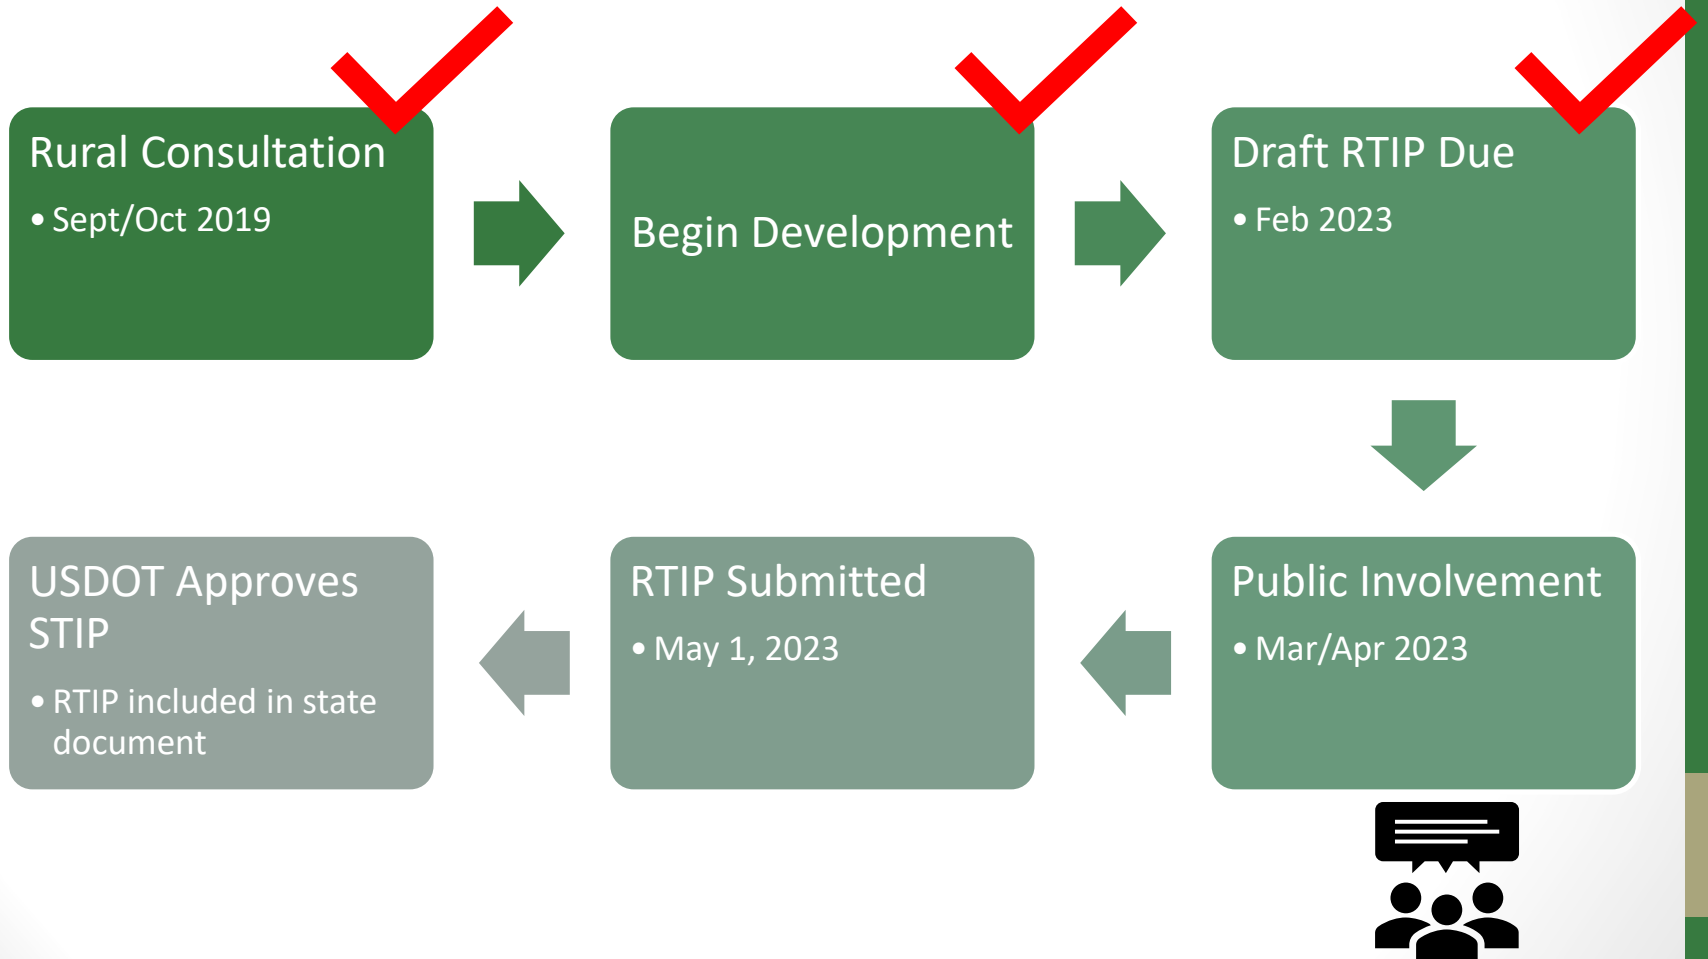 Rural Consultation
• Sept/Oct 2019
Begin Development
Draft RTIP Due
• Feb 2023
Public Involvement
• Mar/Apr 2023
RTIP Submitted
• May 1, 2023
USDOT Approves
STIP
• RTIP included in state
document